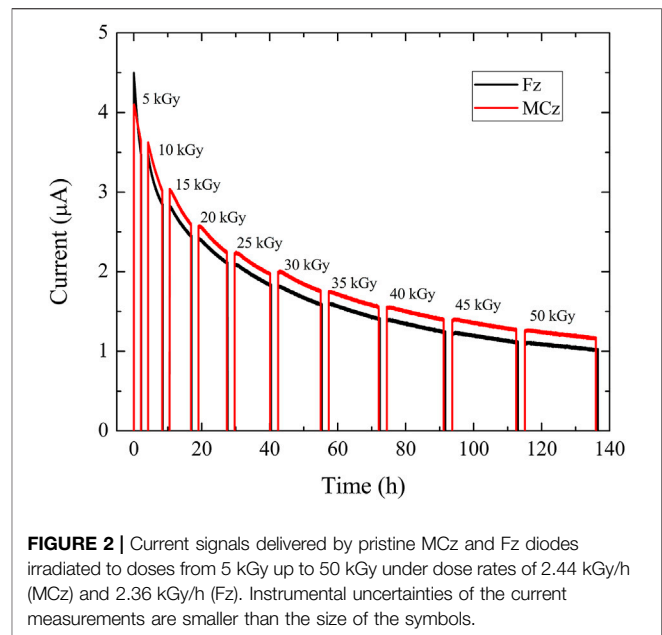 5
4
3
2
1
0
Current (µA)
Fz
MCz
5 kGy
10 kGy
15 kGy
20 kGy
25 kGy
30 kGy
35 kGy
40 kGy
45 kGy
50 kGy
0 20 40 60 80 100 120 140
Time (h)
FIGURE 2 | Current signals delivered by pristine MCz and Fz diodes
irradiated to doses from 5 kGy up to 50 kGy under dose rates of 2.44 kGy/h
(MCz) and 2.36 kGy/h (Fz). Instrumental uncertainties of the current
measurements are smaller than the size of the symbols.